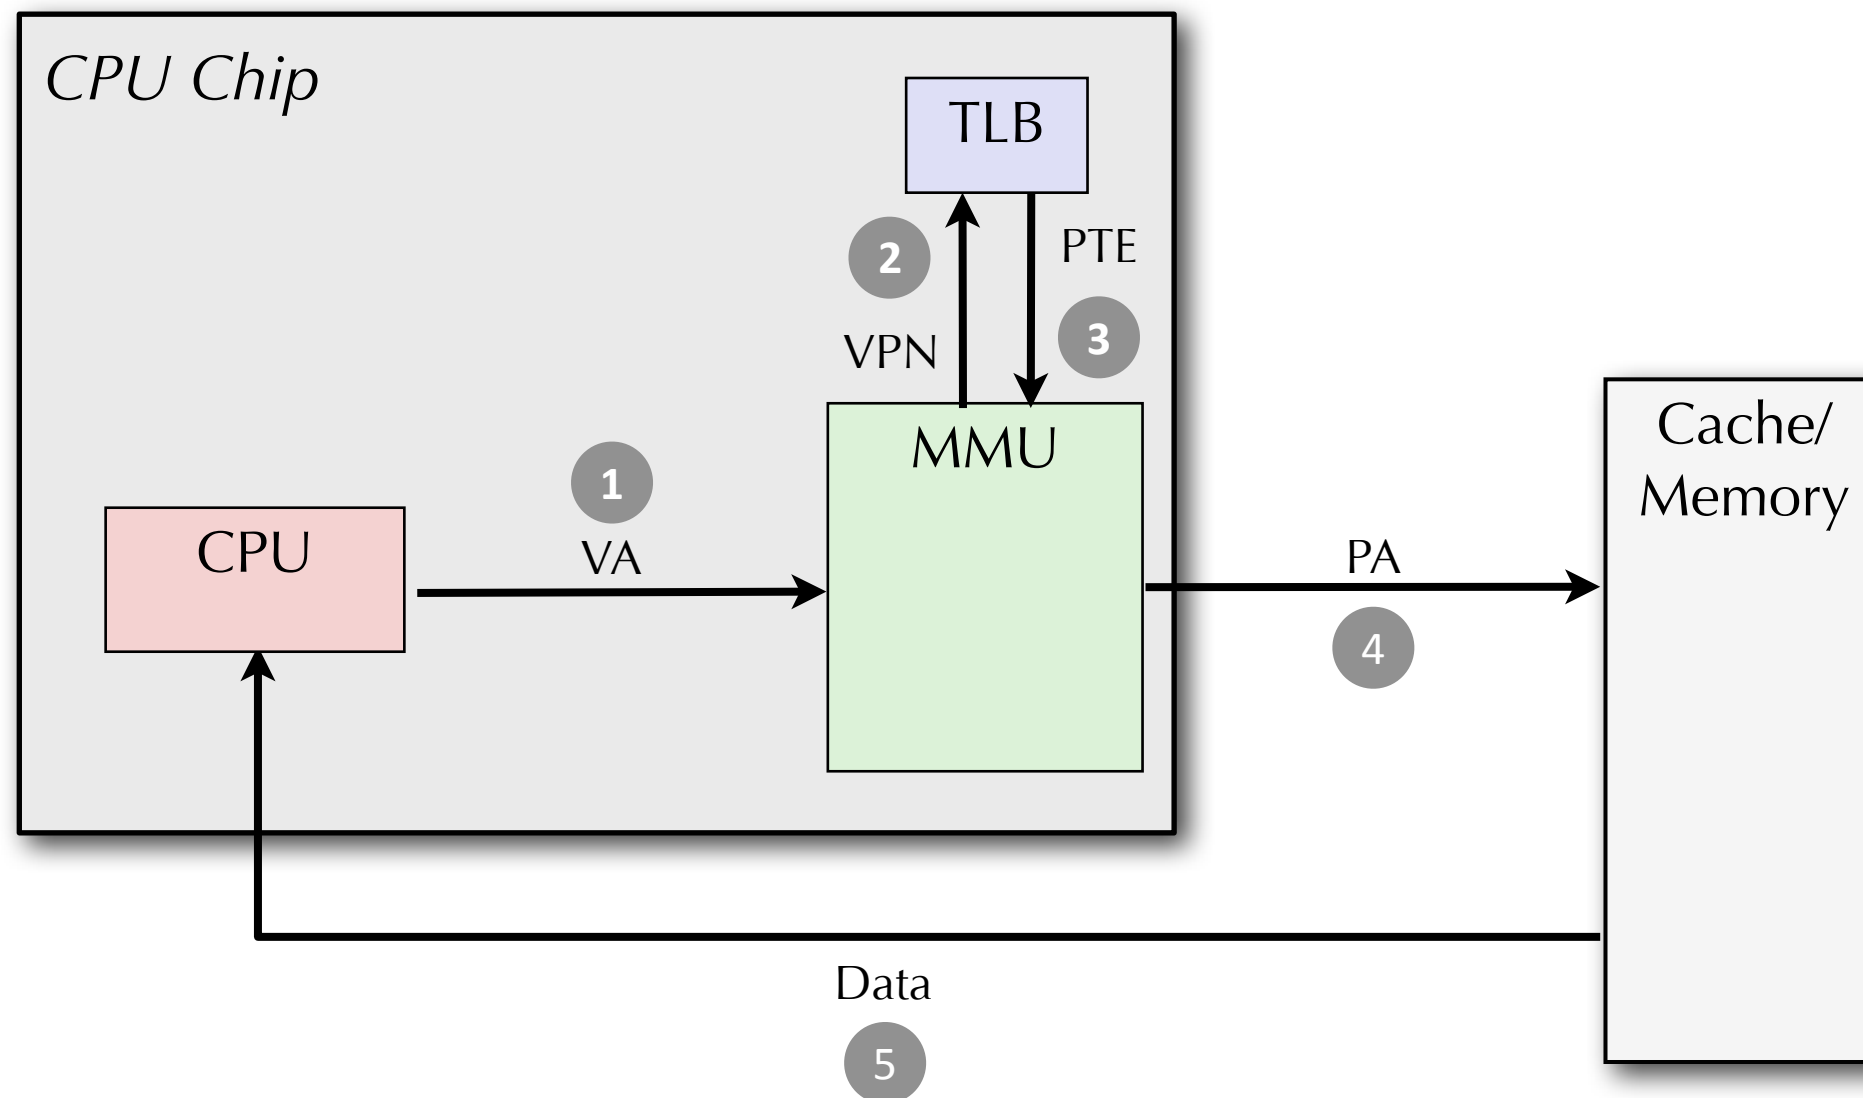 CPU Chip
TLB
2
PTE
VPN
3
MMU
Cache/
Memory
1
CPU
VA
PA
4
Data
5